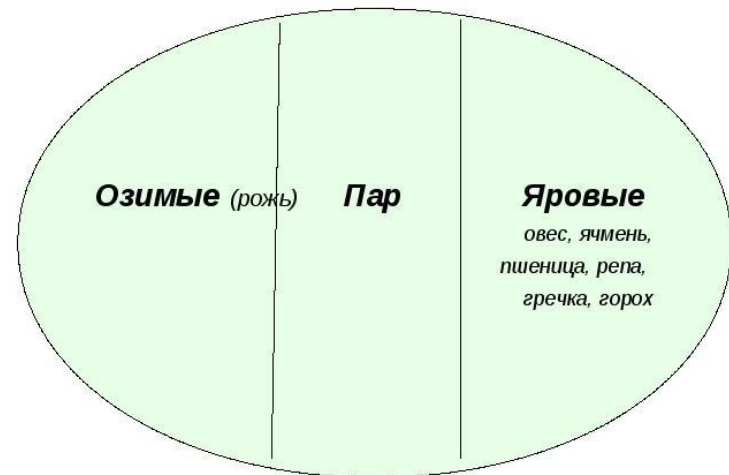 Озимые (рожь)
Пар
Яровые
овес, ячмень,
пшеница, репа,
гречка, горох